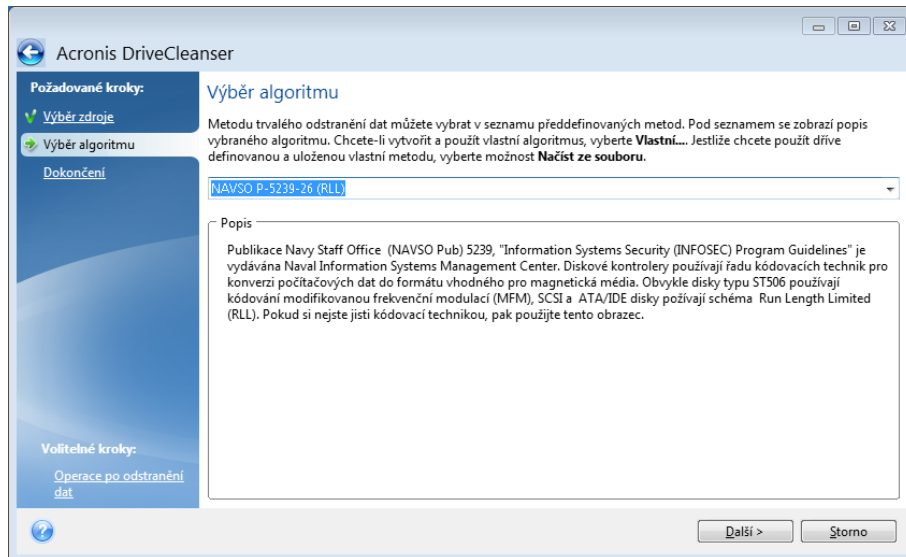 Acronis DriveCleanser
Požadované kroky:
Výběr zdroje
Výběr algoritmu
Dokončení
Volitelné kroky:
Operace po odstranění
dat
Výběr algoritmu
Metodu trvalého odstranění dat můžete vybrat v seznamu předdefinovaných metod. Pod seznamem se zobrazí popis
vybraného algoritmu. Chcete-li vytvořit a použít vlastní algoritmus, vyberte Vlastní.... Jestliže chcete použít dříve
definovanou a uloženou vlastní metodu, vyberte možnost Načíst ze souboru.
NAVSO P-5239-26 (RLL)
Popis
Publikace Navy Staff Office (NAVSO Pub) 5239, "Information Systems Security (INFOSEC) Program Guidelines" je
vydávána Naval Information Systems Management Center. Diskové kontrolery používají řadu kódovacích technik pro
konverzi počítačových dat do formátu vhodného pro magnetická média. Obvykle disky typu ST506 používají
kódování modifikovanou frekvenční modulací (MFM), SCSI a ATA/IDE disky požívají schéma Run Length Limited
(RLL). Pokud si nejste jisti kódovací technikou, pak použijte tento obrazec.
?
Další >
Storno